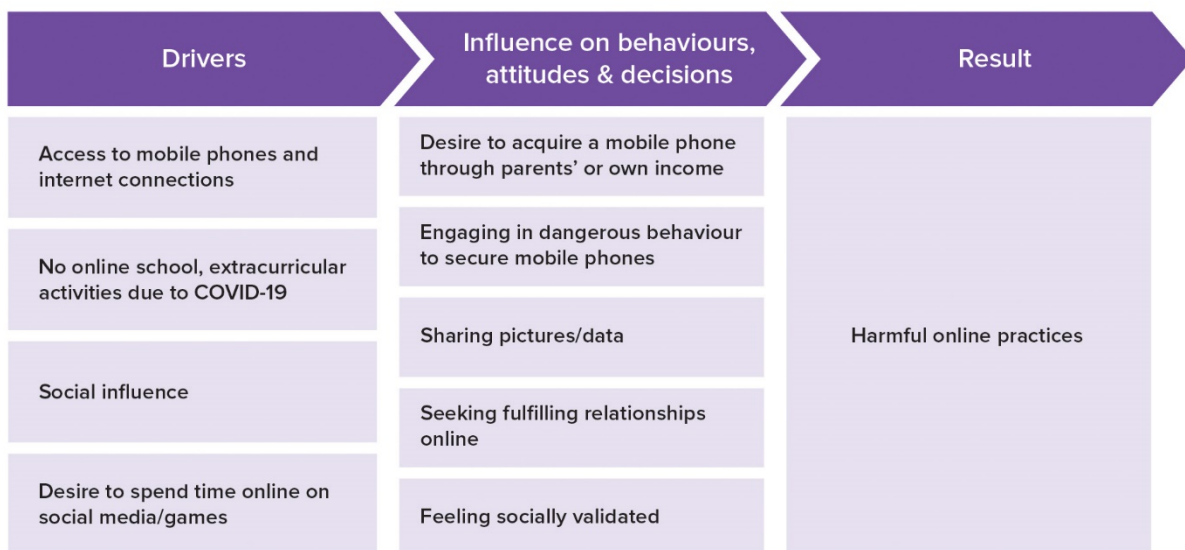 Drivers
Influence on behaviours,
attitudes & decisions
Result
Access to mobile phones and
internet connections
No online school, extracurricular
activities due to COVID-19
Social influence
Desire to spend time online on
social media/games
Desire to acquire a mobile phone
through parents’ or own income
Engaging in dangerous behaviour
to secure mobile phones
Sharing pictures/data
Seeking fulfilling relationships
online
Feeling socially validated
Harmful online practices